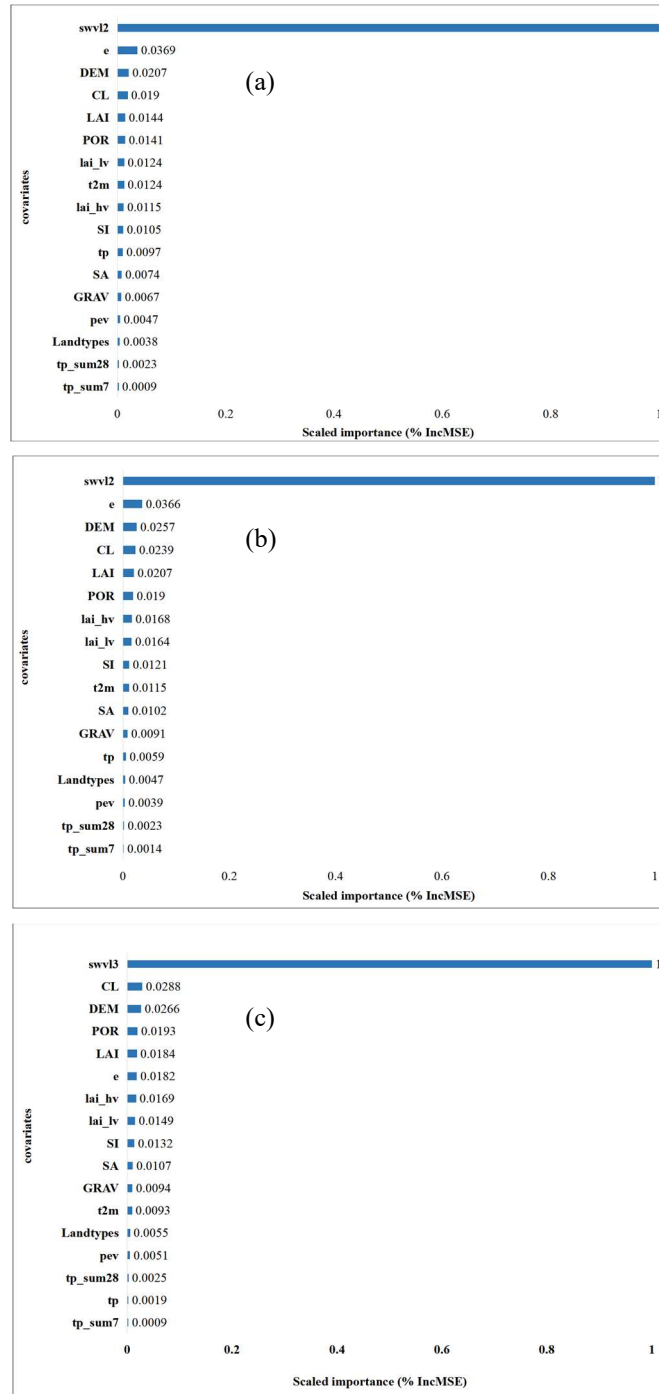 swvl2
e 0.0369
DEM 0.0207
(a)
CL 0.019
LAI 0.0144
POR 0.0141
lai_lv 0.0124
t2m 0.0124
lai_hv 0.0115
SI 0.0105
tp 0.0097
SA 0.0074
GRAV 0.0067
pev 0.0047
Landtypes 0.0038
tp_sum28 0.0023
tp_sum7 0.0009
covariates
0 0.2 0.4 0.6 0.8 1
Scaled importance (% IncMSE)
swvl2
e 0.0366
DEM 0.0257
(b)
CL 0.0239
LAI 0.0207
POR 0.019
lai_hv 0.0168
lai_lv 0.0164
SI 0.0121
t2m 0.0115
SA 0.0102
GRAV 0.0091
tp 0.0059
Landtypes 0.0047
pev 0.0039
tp_sum28 0.0023
tp_sum7 0.0014
covariates
0 0.2 0.4 0.6 0.8 1
Scaled importance (% IncMSE)
swvl3 1
CL 0.0288
DEM 0.0266
(c)
POR 0.0193
LAI 0.0184
e 0.0182
lai_hv 0.0169
lai_lv 0.0149
SI 0.0132
SA 0.0107
GRAV 0.0094
t2m 0.0093
Landtypes 0.0055
pev 0.0051
tp_sum28 0.0025
tp 0.0019
tp_sum7 0.0009
covariates
0 0.2 0.4 0.6 0.8 1
Scaled importance (% IncMSE)